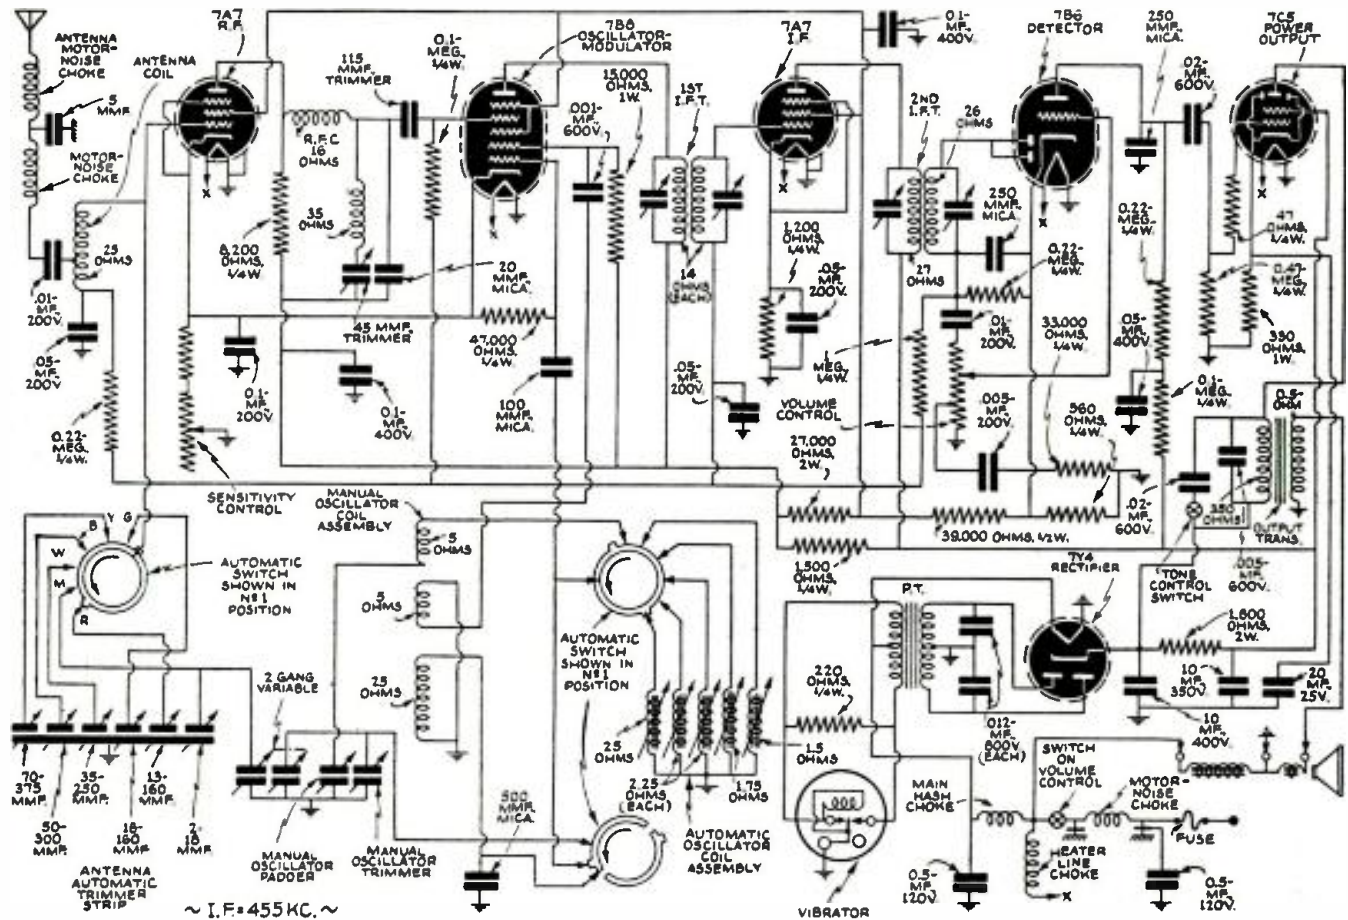 7A7
R.F.
ANTENNA
MOTOR-
NOISE
CHOKE
ANTENNA
COIL
5
MMF.
MOTOR-
NOISE
CHOKE
115
MMF.
TRIMMER
0.1-
MEG.,
1/4W.
7B8
OSCILLATOR-
MODULATOR
.001-
MF.
600V.
15,000
OHMS,
1W.
1ST
I.F.T.
7A7
I.F.
0.1-
MF.
400V.
2ND
I.F.T.
26
OHMS
7B6
DETECTOR
250
MMF.
MICA.
.02-
MF.
600V.
7C5
POWER
OUTPUT
R.F.C.
16
OHMS
X
X
X
X
X
25
OHMS
8,200
OHMS,
1/4W.
35
OHMS
20
MMF.
MICA.
45 MMF.
TRIMMER
14
OHMS
(EACH)
1,200
OHMS,
1/4W.
.05-
MF.
200V.
27
OHMS
250
MMF.
MICA.
0.22-
MEG.
1/4W.
0.22-
MEG.
1/4W.
47
OHMS,
1/4W.
0.47-
MEG.
1/4W.
.01-
MF.
200V.
.05-
MF.
200V.
0.1-
MF.
200V.
47,000
OHMS,
1/4W.
100
MMF.
MICA.
0.1-
MF.
400V.
.05-
MF.
200V.
1
MEG.
1/4W.
.01-
MF.
200V.
33,000
OHMS,
1/4W.
.05-
MF.
400V.
330
OHMS
1W.
VOLUME
CONTROL
.005-
MF.
200V.
560
OHMS,
1/4W.
0.1-
MEG.
1/4W.
0.5-
OHM
0.22-
MEG.
1/4W.
27,000
OHMS,
2W.
SENSITIVITY
CONTROL
MANUAL
OSCILLATOR
COIL
ASSEMBLY
.02-
MF.
600V.
350
OHMS
OUTPUT
TRANS.
B Y G
W
M
R
AUTOMATIC
SWITCH
SHOWN IN
Nº1
POSITION
5
OHMS
5
OHMS
25
OHMS
AUTOMATIC
SWITCH
SHOWN IN
Nº1
POSITION
39,000 OHMS, 1/2W.
1,500
OHMS,
1/4W.
7Y4
RECTIFIER
TONE
CONTROL
SWITCH
.005-
MF.
600V.
P.T.
220
OHMS,
1/4W.
1,800
OHMS,
2W.
10
MF.
350V.
20
MF.
25V.
10
MF.
400V.
.012-
MF.,
800V.
(EACH)
2 GANG
VARIABLE
25
OHMS
2.25
OHMS
(EACH)
1.75
OHMS
1.5
OHMS
70-
375
MMF.
50-
300
MMF.
35-
250
MMF.
18-
160
MMF.
13-
160
MMF.
2-
18
MMF.
ANTENNA
AUTOMATIC
TRIMMER
STRIP
MANUAL
OSCILLATOR
PADDER
MANUAL
OSCILLATOR
TRIMMER
500
MMF.
MICA.
AUTOMATIC
OSCILLATOR
COIL
ASSEMBLY
MAIN
HASH
CHOKE
SWITCH
ON
VOLUME
CONTROL
MOTOR-
NOISE
CHOKE
FUSE
HEATER
LINE
CHOKE
X
0.5-
MF.
120V.
0.5-
MF.
120V.
VIBRATOR
~ I.F.=455 KC. ~